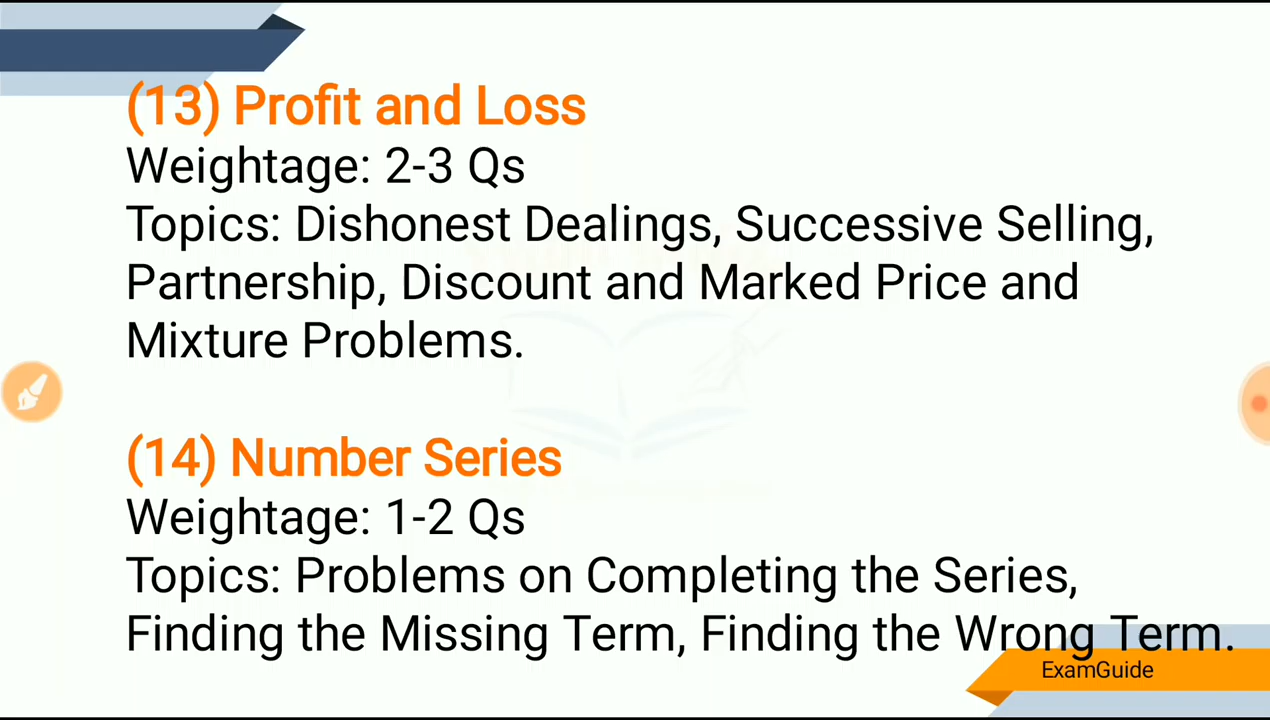 (13) Profit and Loss
Weightage: 2-3 Qs
Topics: Dishonest Dealings, Successive Selling,
Partnership, Discount and Marked Price and
Mixture Problems.
(14) Number Series
Weightage: 1-2 Qs
Topics: Problems on Completing the Series,
Finding the Missing Term, Finding the Wrong Term.
ExamGuide